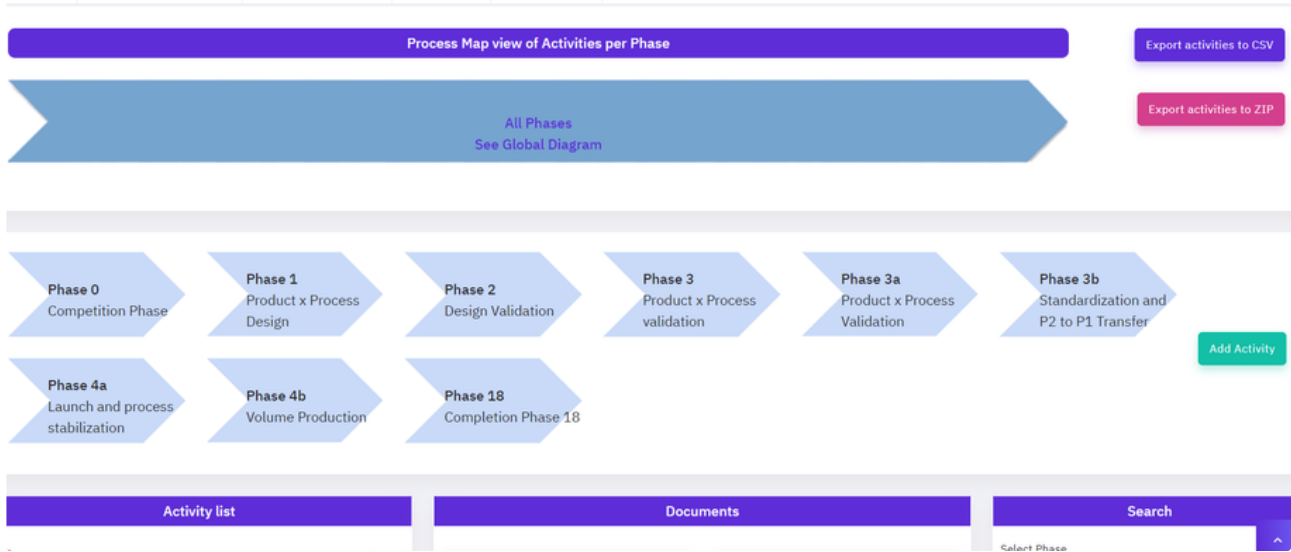 Process Map view of Activities per Phase
Export activities to CSV
All Phases
See Global Diagram
Export activities to ZIP
Phase 0
Competition Phase
Phase 1
Product x Process
Design
Phase 2
Design Validation
Phase 3
Product x Process
validation
Phase 3a
Product x Process
Validation
Phase 3b
Standardization and
P2 to P1 Transfer
Add Activity
Phase 4a
Launch and process
stabilization
Phase 4b
Volume Production
Phase 18
Completion Phase 18
Activity list
Documents
Search
Select Phase